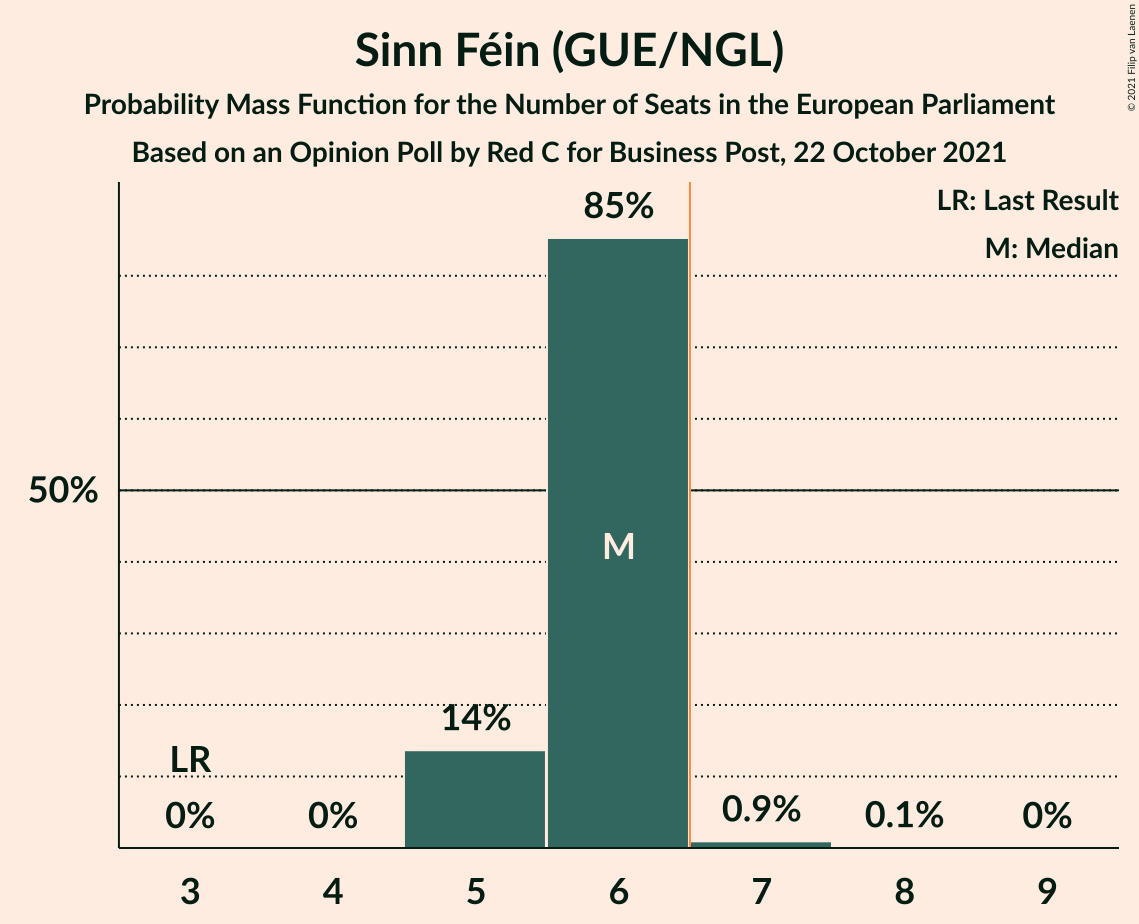 Sinn Féin (GUE/NGL)
Probability Mass Function for the Number of Seats in the European Parliament
Based on an Opinion Poll by Red C for Business Post, 22 October 2021
© 2021 Filip van Laenen
LR: Last Result
M: Median
85%
50%
M
14%
LR
0%
0%
0.9%
0.1%
0%
3 4 5 6 7 8 9